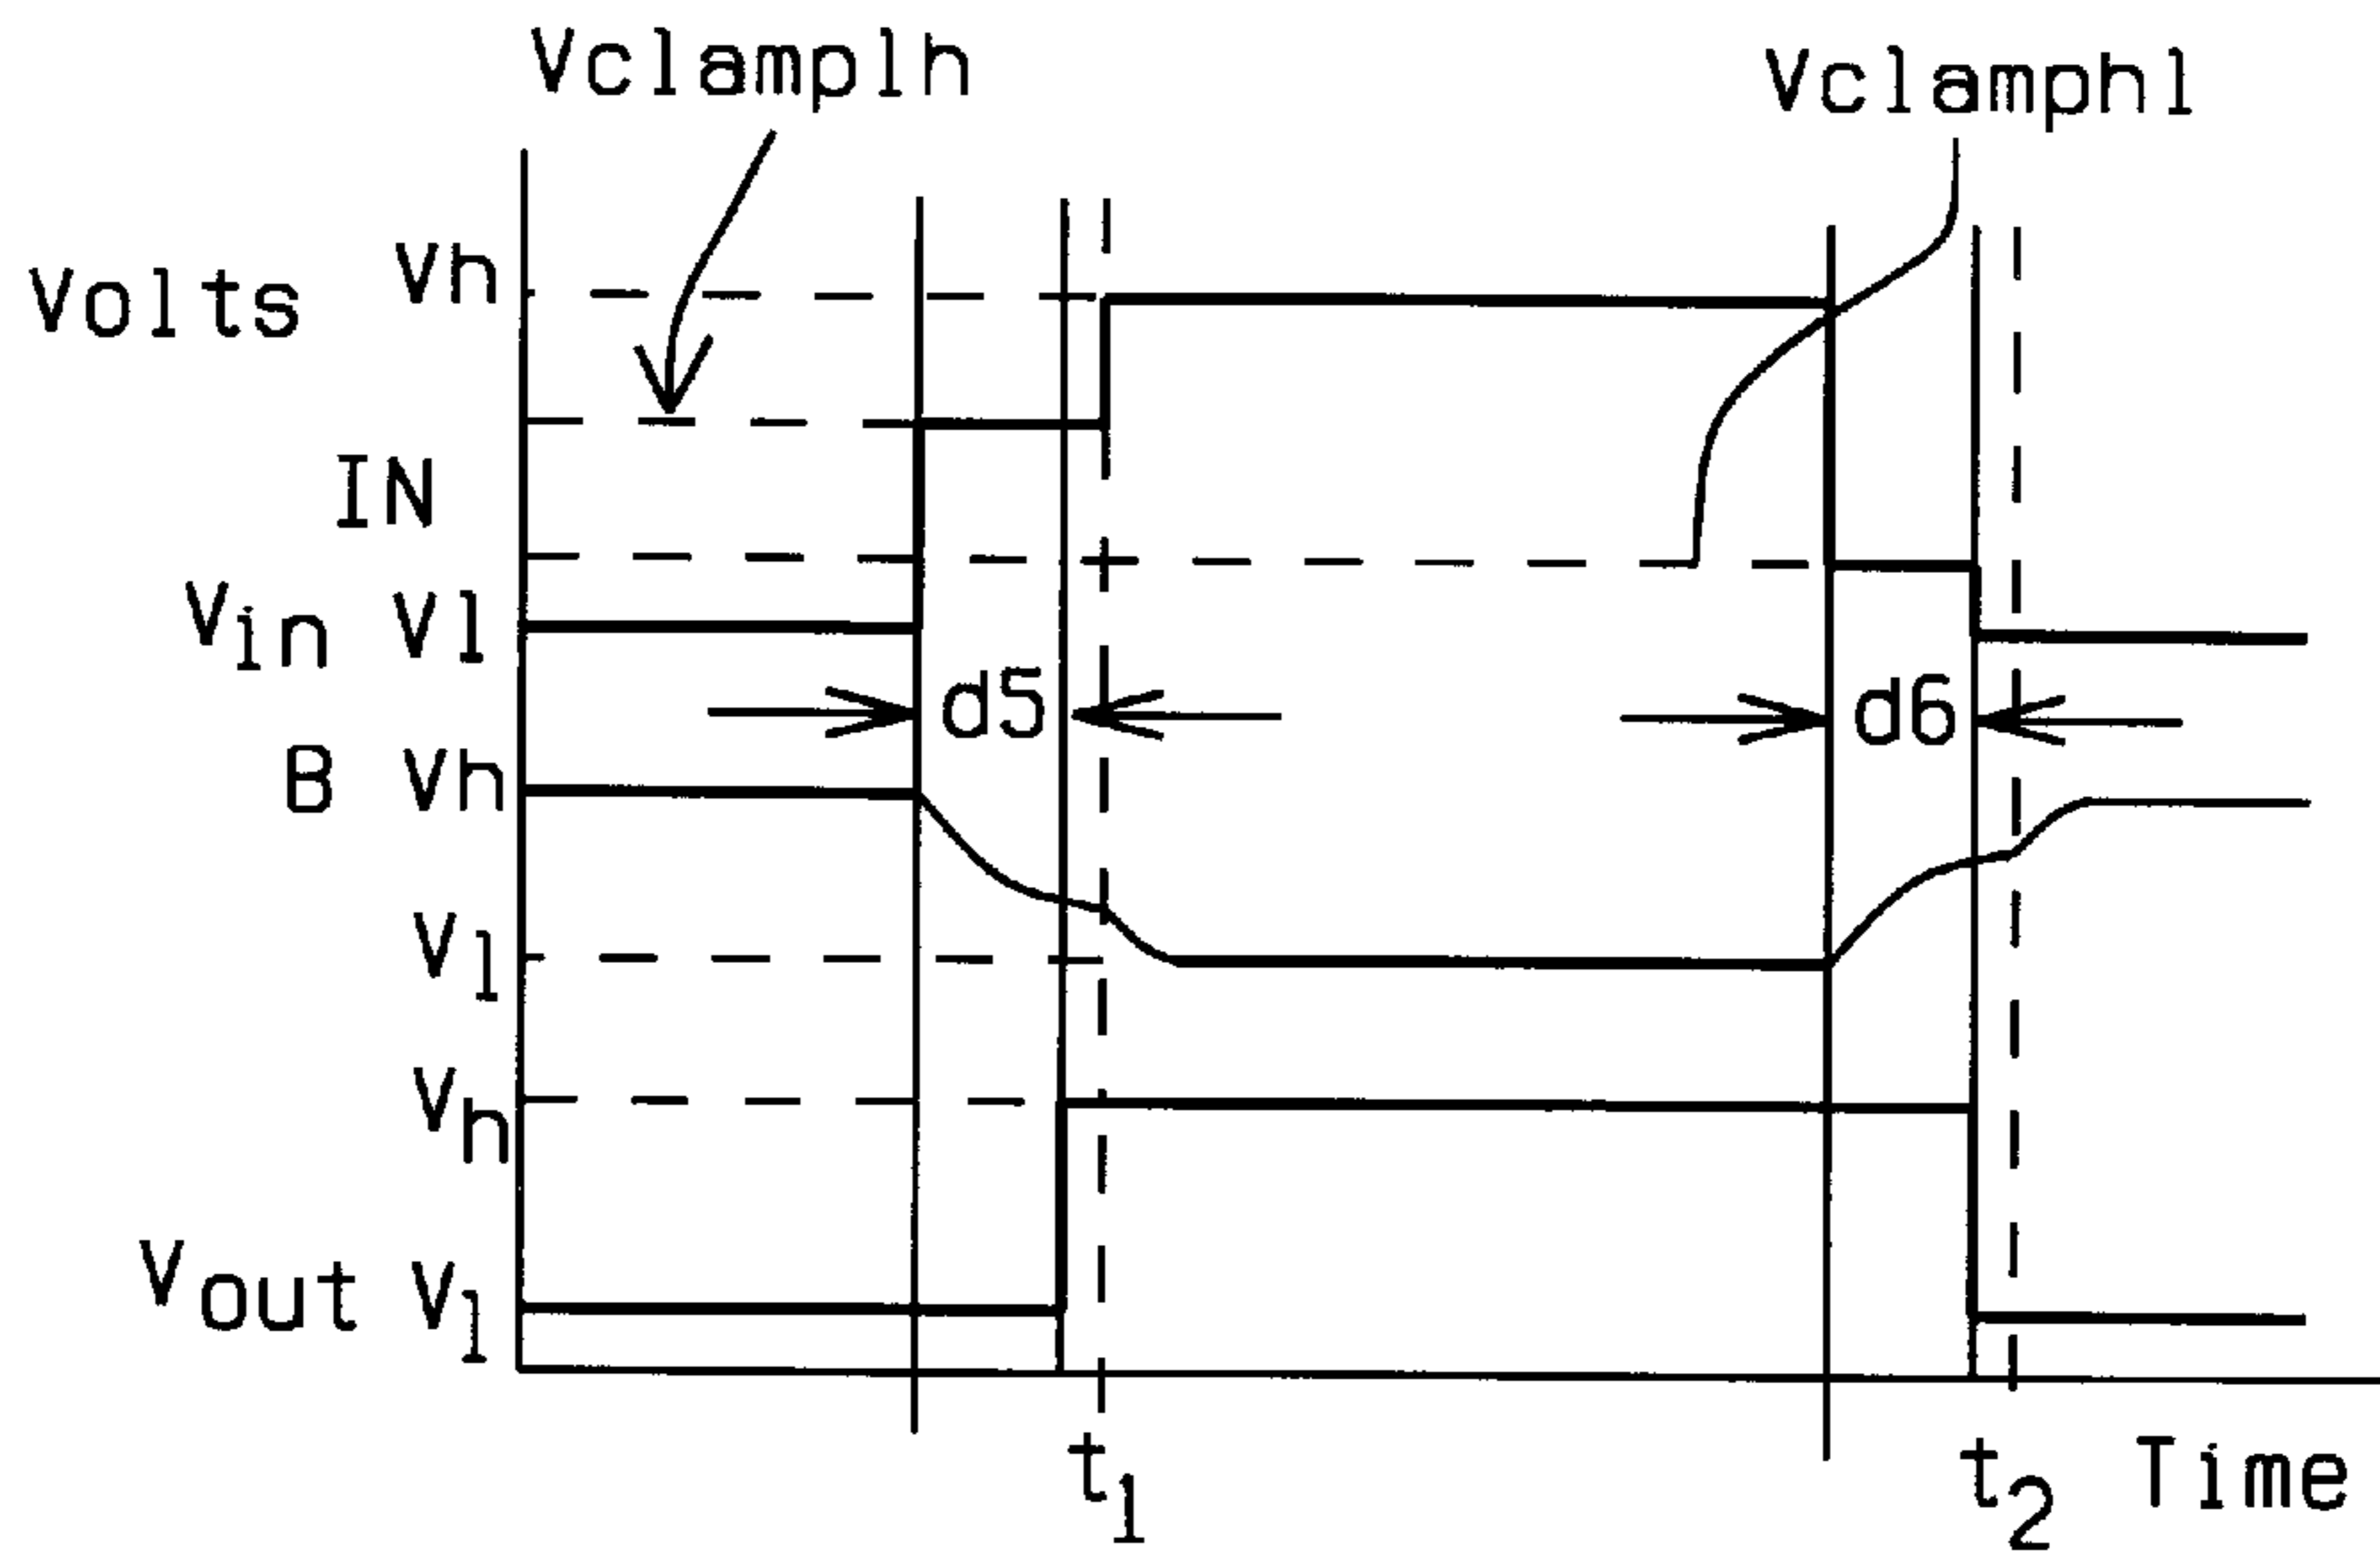 Vclamplh
Vclamphl
Volts Vh
IN
Vin Vl
d5 d6
B Vh
Vl
Vh
Vout Vl
t1 t2 Time